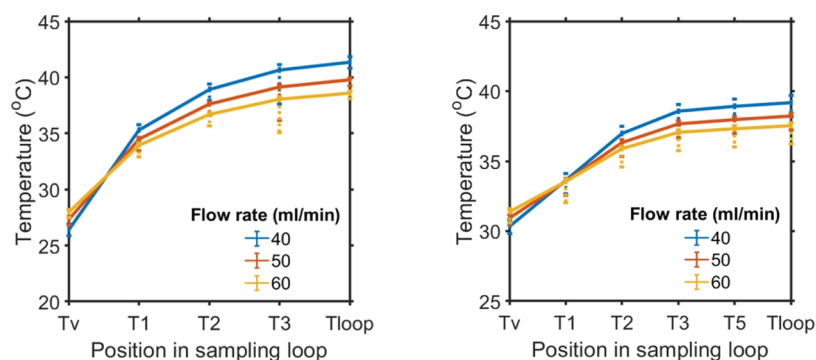 45
40
35
30
25
20
Temperature (°C)
Flow rate (ml/min)
40
50
60
Tv T1 T2 T3 Tloop
Position in sampling loop
45
40
35
30
25
Temperature (°C)
Flow rate (ml/min)
40
50
60
Tv T1 T2 T3 T5 Tloop
Position in sampling loop